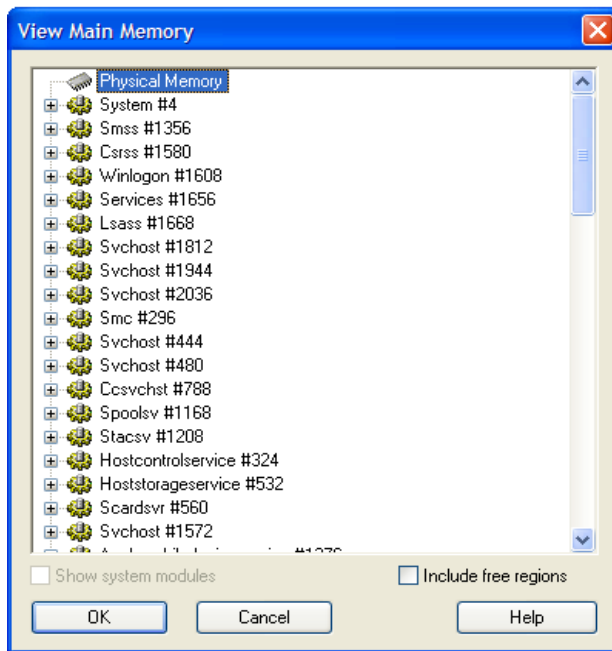 View Main Memory
Physical Memory
System #4
Smss #1356
Csrss #1580
Winlogon #1608
Services #1656
Lsass #1668
Svchost #1812
Svchost #1944
Svchost #2036
Smc #296
Svchost #444
Svchost #480
Ccsvchst #788
Spoolsv #1168
Stacsv #1208
Hostcontrolservice #324
Hoststorageservice #532
Scardsvr #560
Svchost #1572
Show system modules
Include free regions
OK
Cancel
Help